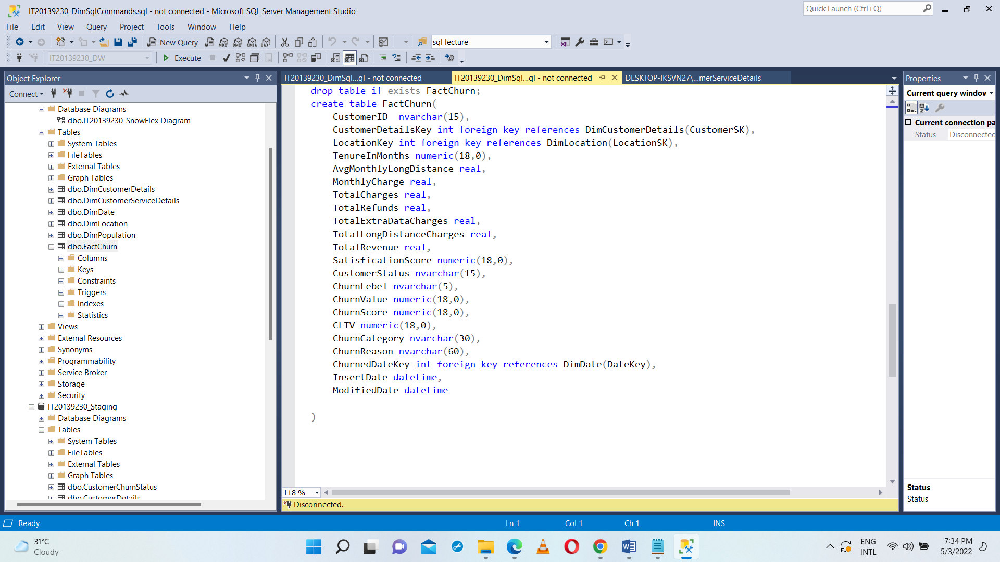 IT20139230_DimSqlCommands.sql - not connected - Microsoft SQL Server Management Studio
Quick Launch (Ctrl+Q)
File Edit View Query Project Tools Window Help
New Query MDX DMX XMLA DAX sql lecture
IT20139230_DW Execute
Object Explorer
Connect
Database Diagrams
dbo.IT20139230_SnowFlex Diagram
Tables
System Tables
FileTables
External Tables
Graph Tables
dbo.DimCustomerDetails
dbo.DimCustomerServiceDetails
dbo.DimDate
dbo.DimLocation
dbo.DimPopulation
dbo.FactChurn
Columns
Keys
Constraints
Triggers
Indexes
Statistics
Views
External Resources
Synonyms
Programmability
Service Broker
Storage
Security
IT20139230_Staging
Database Diagrams
Tables
System Tables
FileTables
External Tables
Graph Tables
dbo.CustomerChurnStatus
dbo.CustomerDetails
IT20139230_DimSql...ql - not connected
IT20139230_DimSql...ql - not connected
DESKTOP-IKSVN27\...merServiceDetails
drop table if exists FactChurn;
create table FactChurn(
CustomerID nvarchar(15),
CustomerDetailsKey int foreign key references DimCustomerDetails(CustomerSK),
LocationKey int foreign key references DimLocation(LocationSK),
TenureInMonths numeric(18,0),
AvgMonthlyLongDistance real,
MonthlyCharge real,
TotalCharges real,
TotalRefunds real,
TotalExtraDataCharges real,
TotalLongDistanceCharges real,
TotalRevenue real,
SatisficationScore numeric(18,0),
CustomerStatus nvarchar(15),
ChurnLebel nvarchar(5),
ChurnValue numeric(18,0),
ChurnScore numeric(18,0),
CLTV numeric(18,0),
ChurnCategory nvarchar(30),
ChurnReason nvarchar(60),
ChurnedDateKey int foreign key references DimDate(DateKey),
InsertDate datetime,
ModifiedDate datetime
)
118 %
Disconnected.
Properties
Current query window
Current connection pa
Status Disconnected
Status
Status
Ready Ln 1 Col 1 Ch 1 INS
31°C
Cloudy
ENG
INTL
7:34 PM
5/3/2022